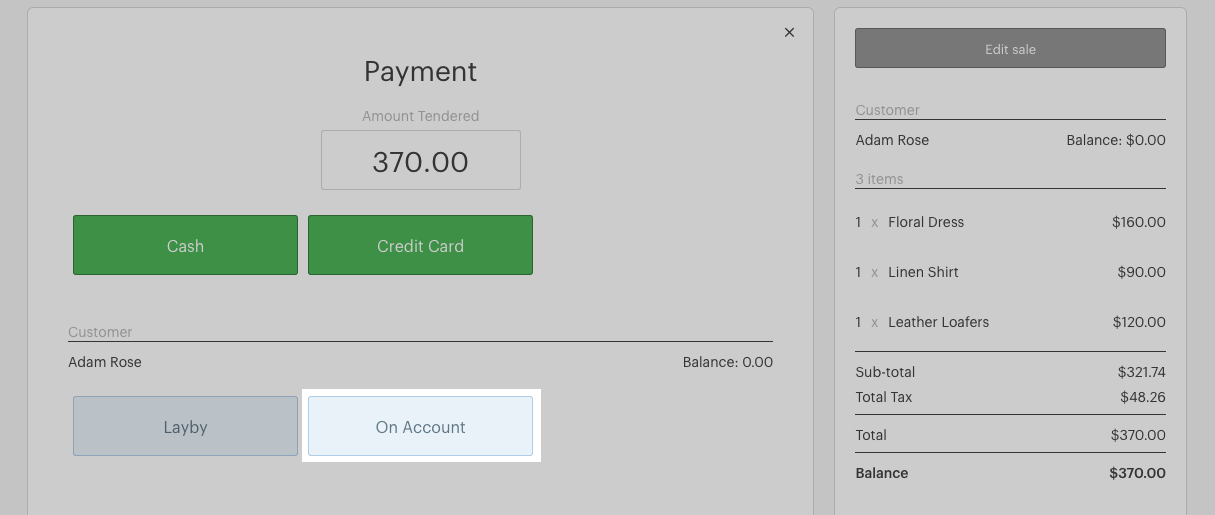 ×
Payment
Amount Tendered
370.00
Cash
Credit Card
Customer
Adam Rose Balance: 0.00
Layby
On Account
Edit sale
Customer
Adam Rose Balance: $0.00
3 items
1 x Floral Dress $160.00
1 x Linen Shirt $90.00
1 x Leather Loafers $120.00
Sub-total $321.74
Total Tax $48.26
Total $370.00
Balance $370.00